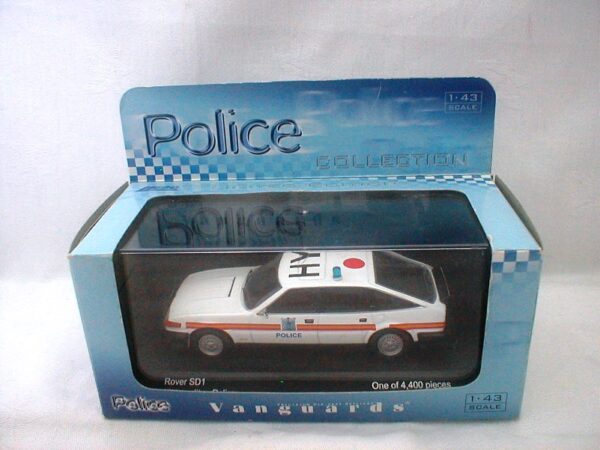 1·43
SCALE
Police
COLLECTION
HY
POLICE
Rover SD1
One of 4,400 pieces
Police
Vanguards
1·43
SCALE